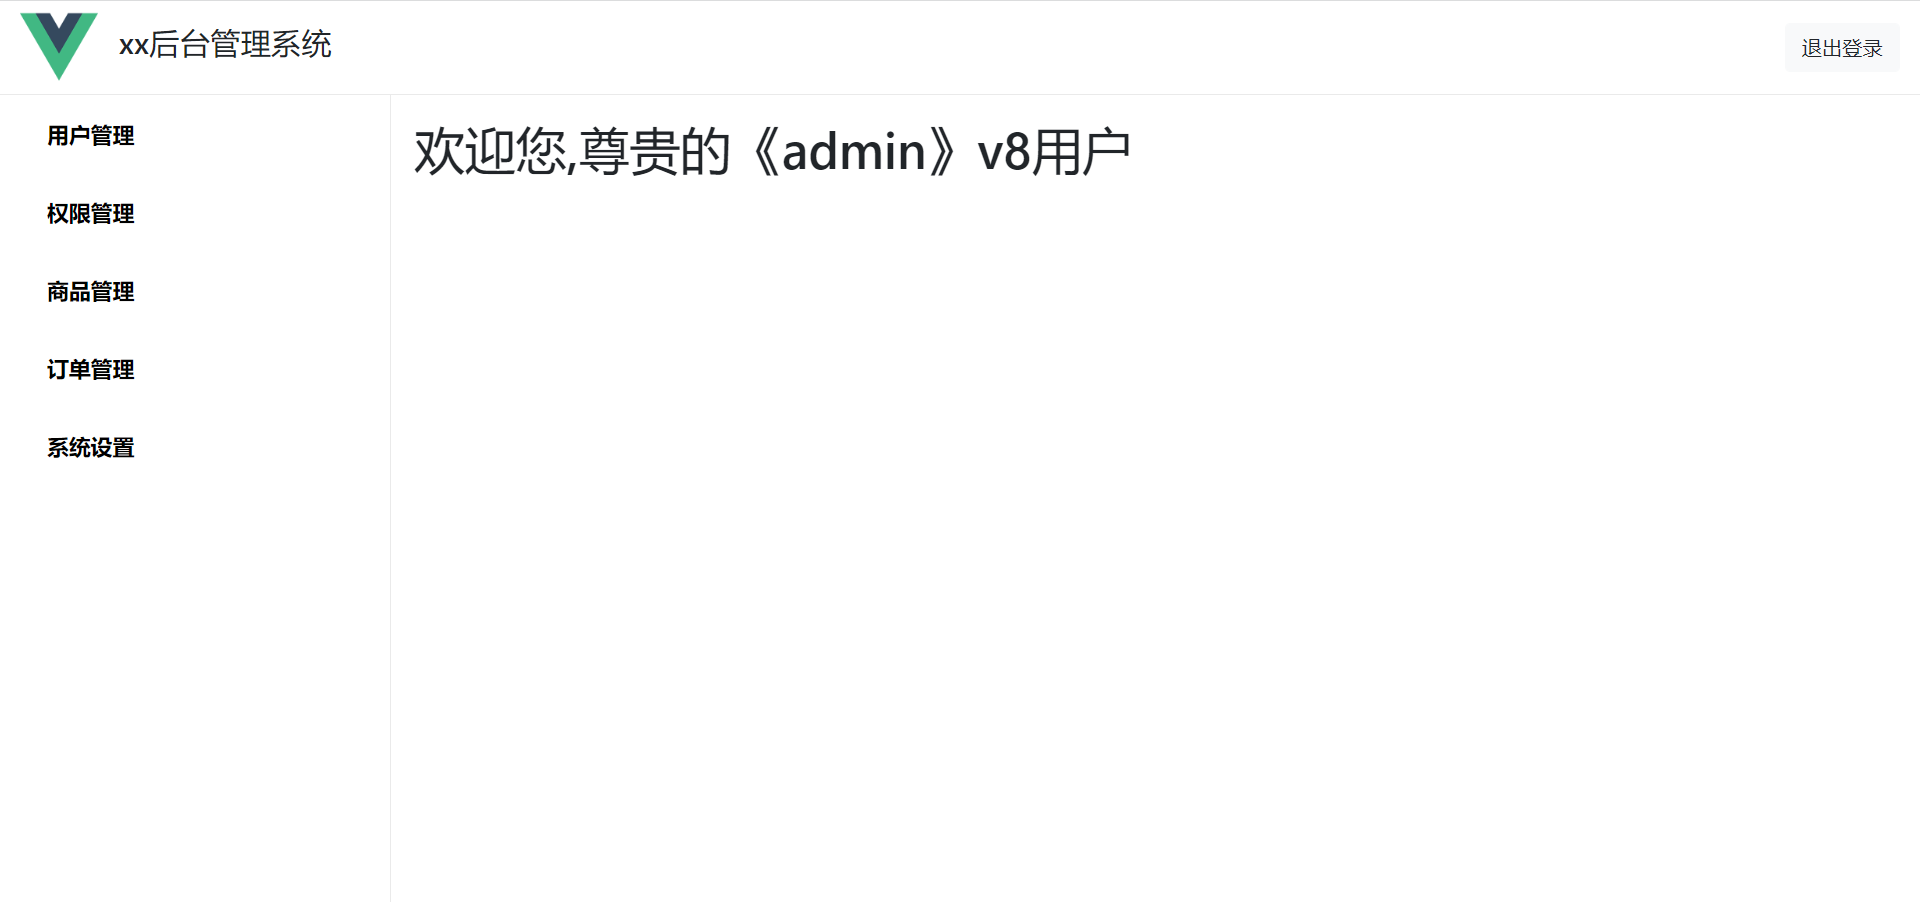 xx后台管理系统
退出登录
用户管理
权限管理
商品管理
订单管理
系统设置
欢迎您,尊贵的《admin》v8用户